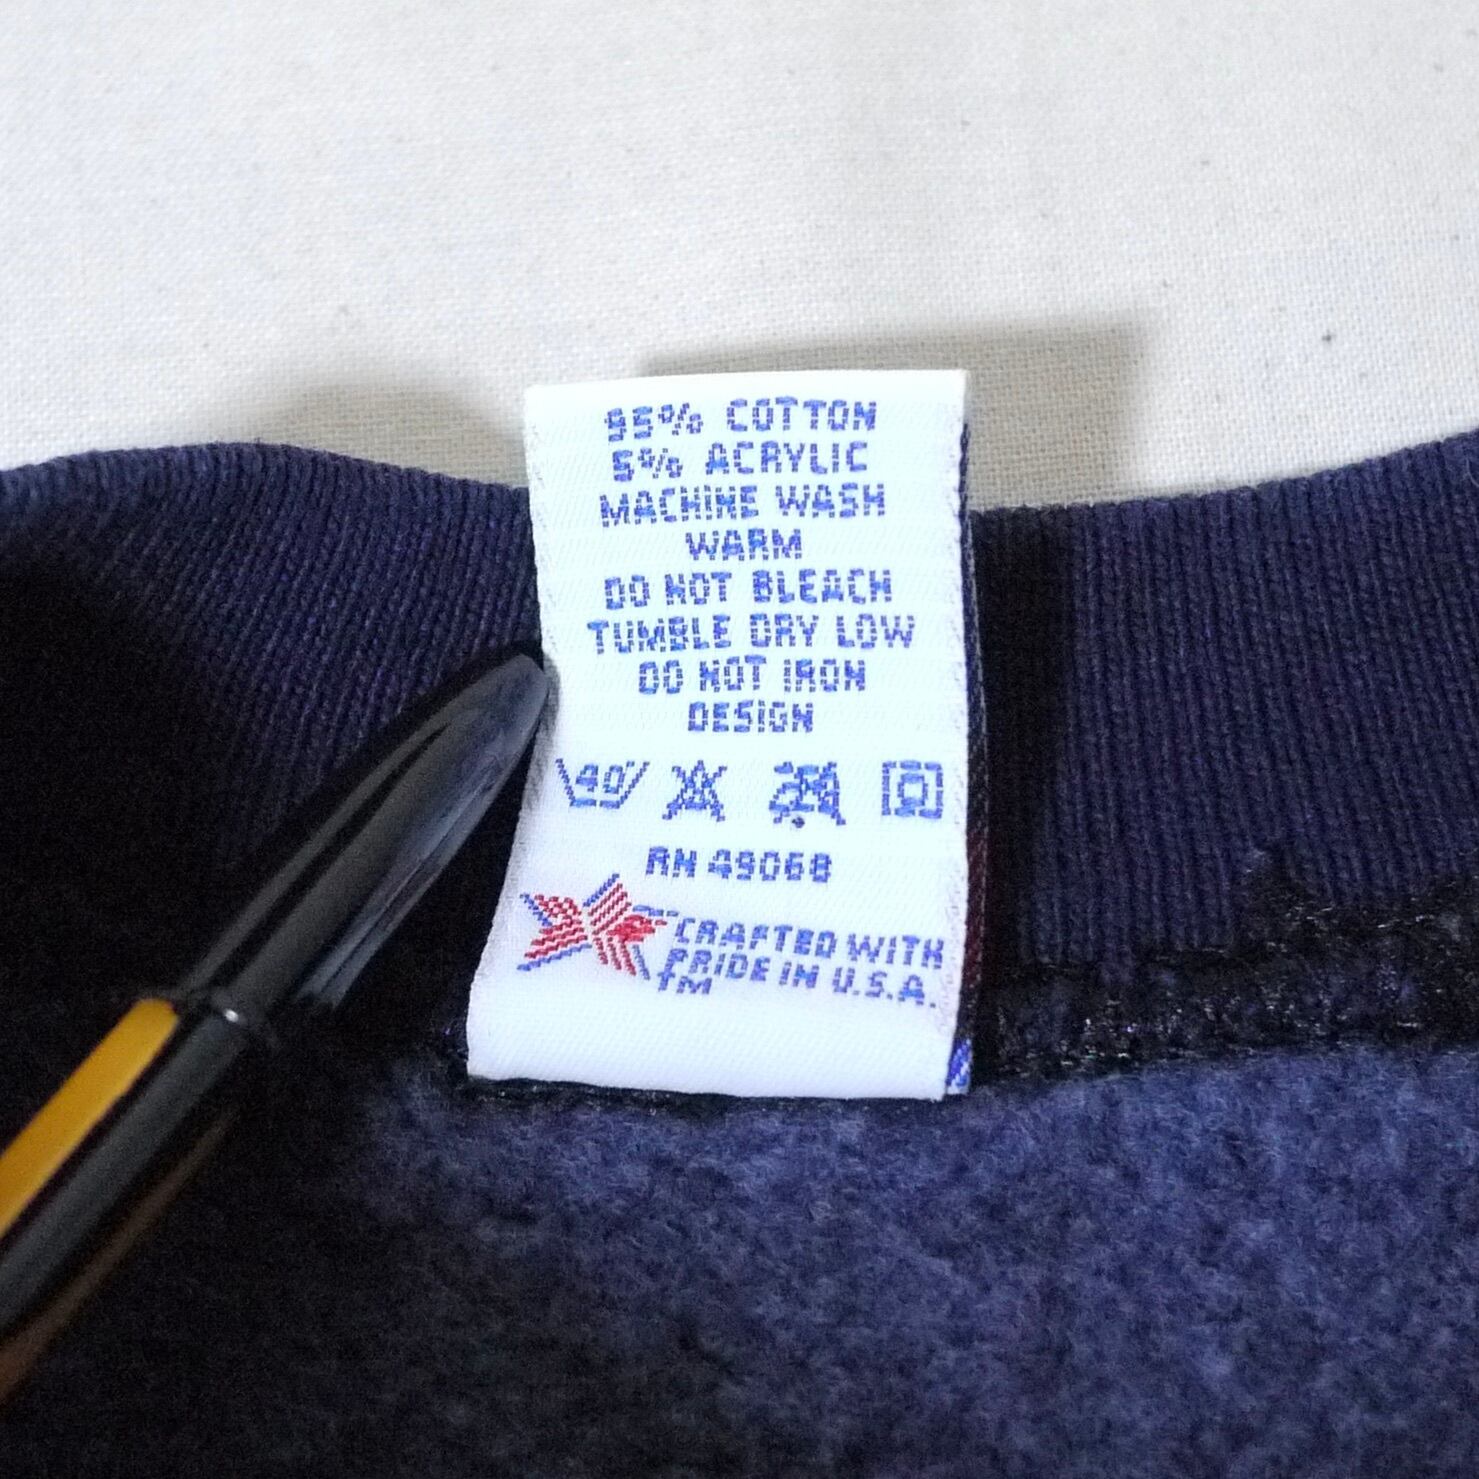 95% COTTON
5% ACRYLIC
MACHINE WASH
WARM
DO NOT BLEACH
TUMBLE DRY LOW
DO NOT IRON
DESIGN
40°
RN 49068
CRAFTED WITH
PRIDE IN U.S.A.
TM